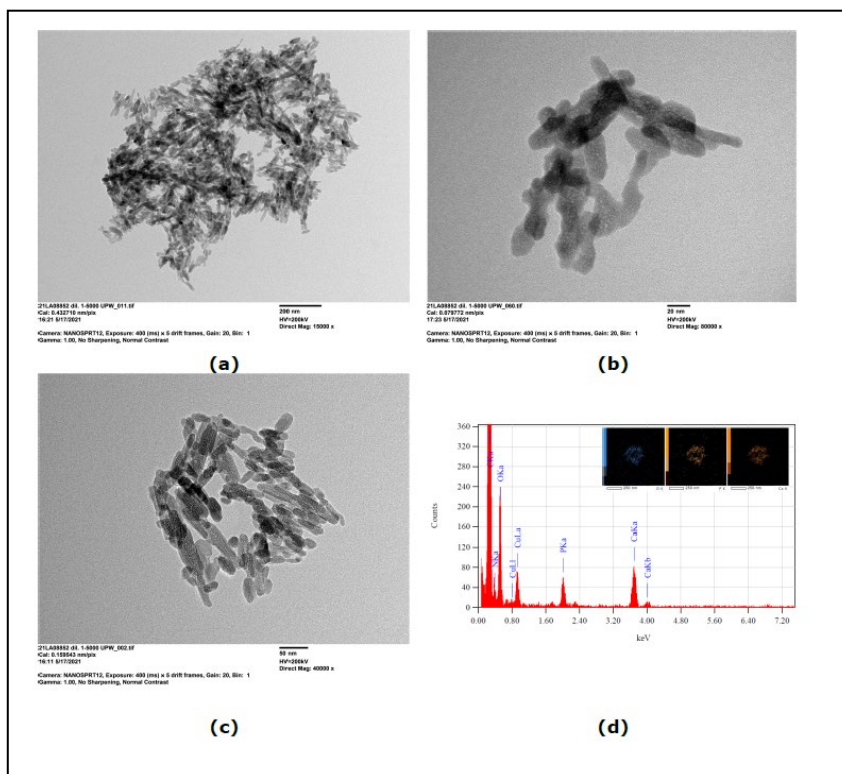 21LA08852 dil. 1-5000 UPW_011.tif
Cal: 0.432710 nm/pix
16:21 5/17/2021
200 nm
HV=200kV
Direct Mag: 15000 x
Camera: NANOSPRT12, Exposure: 400 (ms) x 5 drift frames, Gain: 20, Bin: 1
Gamma: 1.00, No Sharpening, Normal Contrast
(a)
21LA08852 dil. 1-5000 UPW_060.tif
Cal: 0.079772 nm/pix
17:23 5/17/2021
20 nm
HV=200kV
Direct Mag: 80000 x
Camera: NANOSPRT12, Exposure: 400 (ms) x 5 drift frames, Gain: 20, Bin: 1
Gamma: 1.00, No Sharpening, Normal Contrast
(b)
21LA08852 dil. 1-5000 UPW_002.tif
Cal: 0.159543 nm/pix
16:11 5/17/2021
50 nm
HV=200kV
Direct Mag: 40000 x
Camera: NANOSPRT12, Exposure: 400 (ms) x 5 drift frames, Gain: 20, Bin: 1
Gamma: 1.00, No Sharpening, Normal Contrast
(c)
360
320
280
240
200
160
120
80
40
0
Counts
OKa
NKa
CuLl
CuLa
PKa
CaKa
CaKb
0.00 0.80 1.60 2.40 3.20 4.00 4.80 5.60 6.40 7.20
keV
(d)